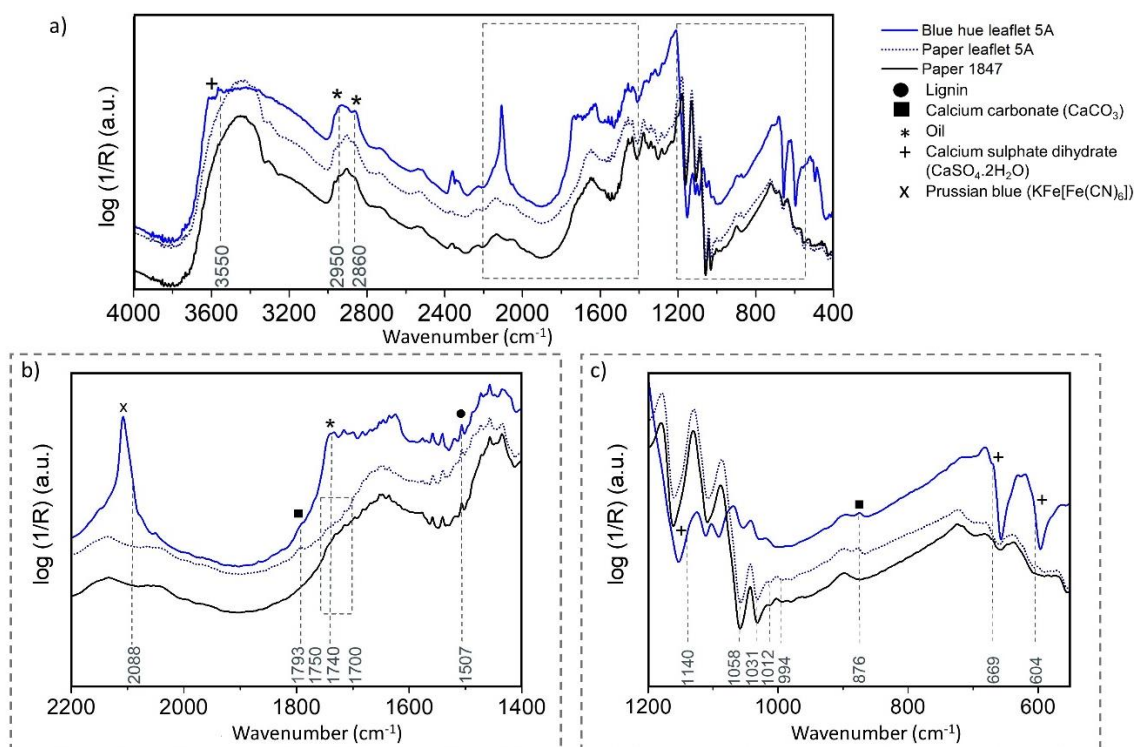 a)
log (1/R) (a.u.)
3550
2950
2860
4000 3600 3200 2800 2400 2000 1600 1200 800 400
Wavenumber (cm-1)
Blue hue leaflet 5A
Paper leaflet 5A
Paper 1847
Lignin
Calcium carbonate (CaCO3)
* Oil
+ Calcium sulphate dihydrate
(CaSO4.2H2O)
x Prussian blue (KFe[Fe(CN)6])
b)
log (1/R) (a.u.)
x
*
2088
1793
1750
1740
1700
1507
2200 2000 1800 1600 1400
Wavenumber (cm-1)
c)
log (1/R) (a.u.)
+
+
+
1140
1058
1031
1012
994
876
669
604
1200 1000 800 600
Wavenumber (cm-1)